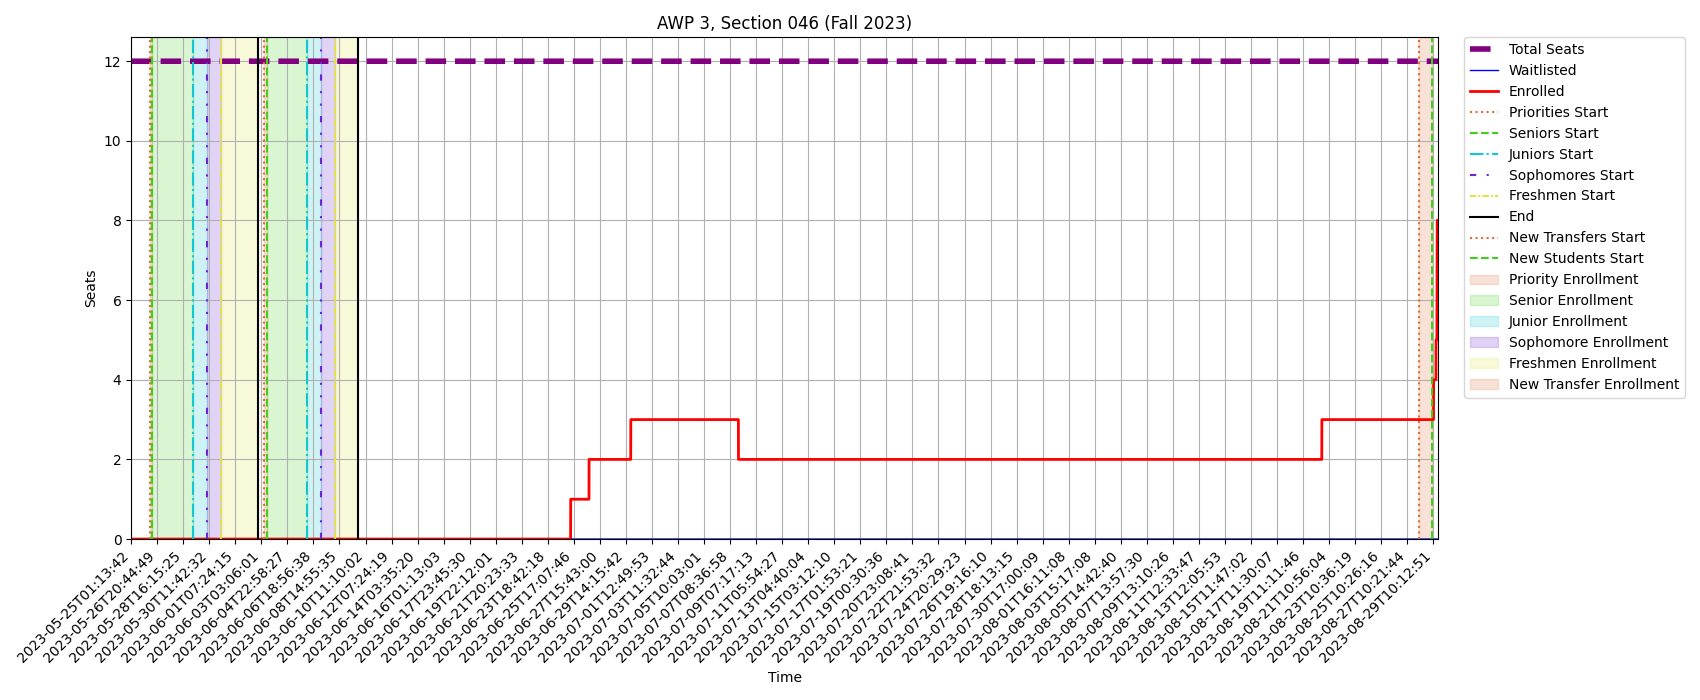 AWP 3, Section 046 (Fall 2023)
Seats
12
10
8
6
4
2
0
2023-05-25T01:13:42
2023-05-26T20:44:49
2023-05-28T16:15:25
2023-05-30T11:42:32
2023-06-01T07:24:15
2023-06-03T03:06:01
2023-06-04T22:58:27
2023-06-06T18:56:38
2023-06-08T14:55:35
2023-06-10T11:10:02
2023-06-12T07:24:19
2023-06-14T04:35:20
2023-06-16T01:13:03
2023-06-17T23:45:30
2023-06-19T22:12:01
2023-06-21T20:23:33
2023-06-23T18:42:18
2023-06-25T17:07:46
2023-06-27T15:43:00
2023-06-29T14:15:42
2023-07-01T12:49:53
2023-07-03T11:32:44
2023-07-05T10:03:01
2023-07-07T08:36:58
2023-07-09T07:17:13
2023-07-11T05:54:27
2023-07-13T04:40:04
2023-07-15T03:12:10
2023-07-17T01:53:21
2023-07-19T00:30:36
2023-07-20T23:08:41
2023-07-22T21:53:32
2023-07-24T20:29:23
2023-07-26T19:16:10
2023-07-28T18:13:15
2023-07-30T17:00:09
2023-08-01T16:11:08
2023-08-03T15:17:08
2023-08-05T14:42:40
2023-08-07T13:57:30
2023-08-09T13:10:26
2023-08-11T12:33:47
2023-08-13T12:05:53
2023-08-15T11:47:02
2023-08-17T11:30:07
2023-08-19T11:11:46
2023-08-21T10:56:04
2023-08-23T10:36:19
2023-08-25T10:26:16
2023-08-27T10:21:44
2023-08-29T10:12:51
Time
Total Seats
Waitlisted
Enrolled
Priorities Start
Seniors Start
Juniors Start
Sophomores Start
Freshmen Start
End
New Transfers Start
New Students Start
Priority Enrollment
Senior Enrollment
Junior Enrollment
Sophomore Enrollment
Freshmen Enrollment
New Transfer Enrollment